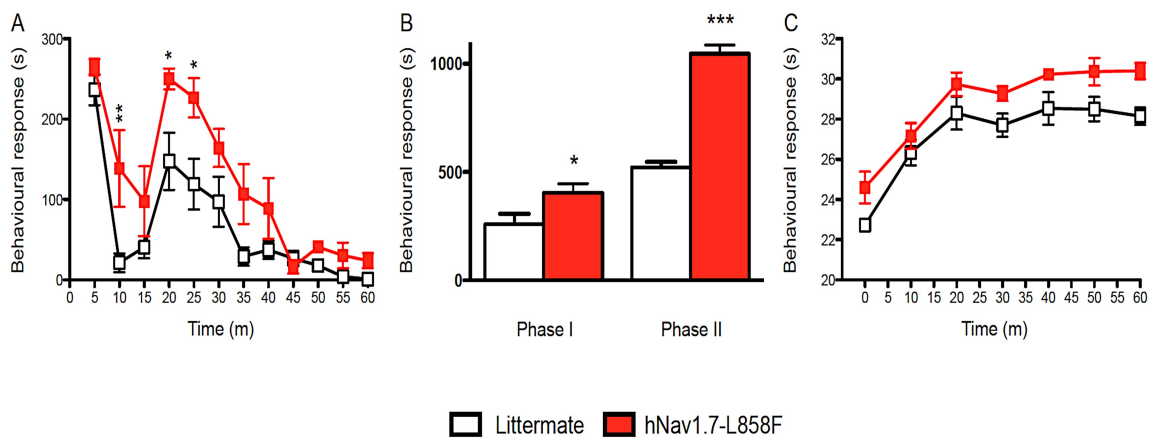 A
Behavioural response (s)
300
200
100
0
* *
**
0 5 10 15 20 25 30 35 40 45 50 55 60
Time (m)
B
Behavioural response (s)
1000
500
0
***
*
Phase I Phase II
C
Behavioural response (s)
32
30
28
26
24
22
20
0 5 10 15 20 25 30 35 40 45 50 55 60
Time (m)
Littermate hNav1.7-L858F